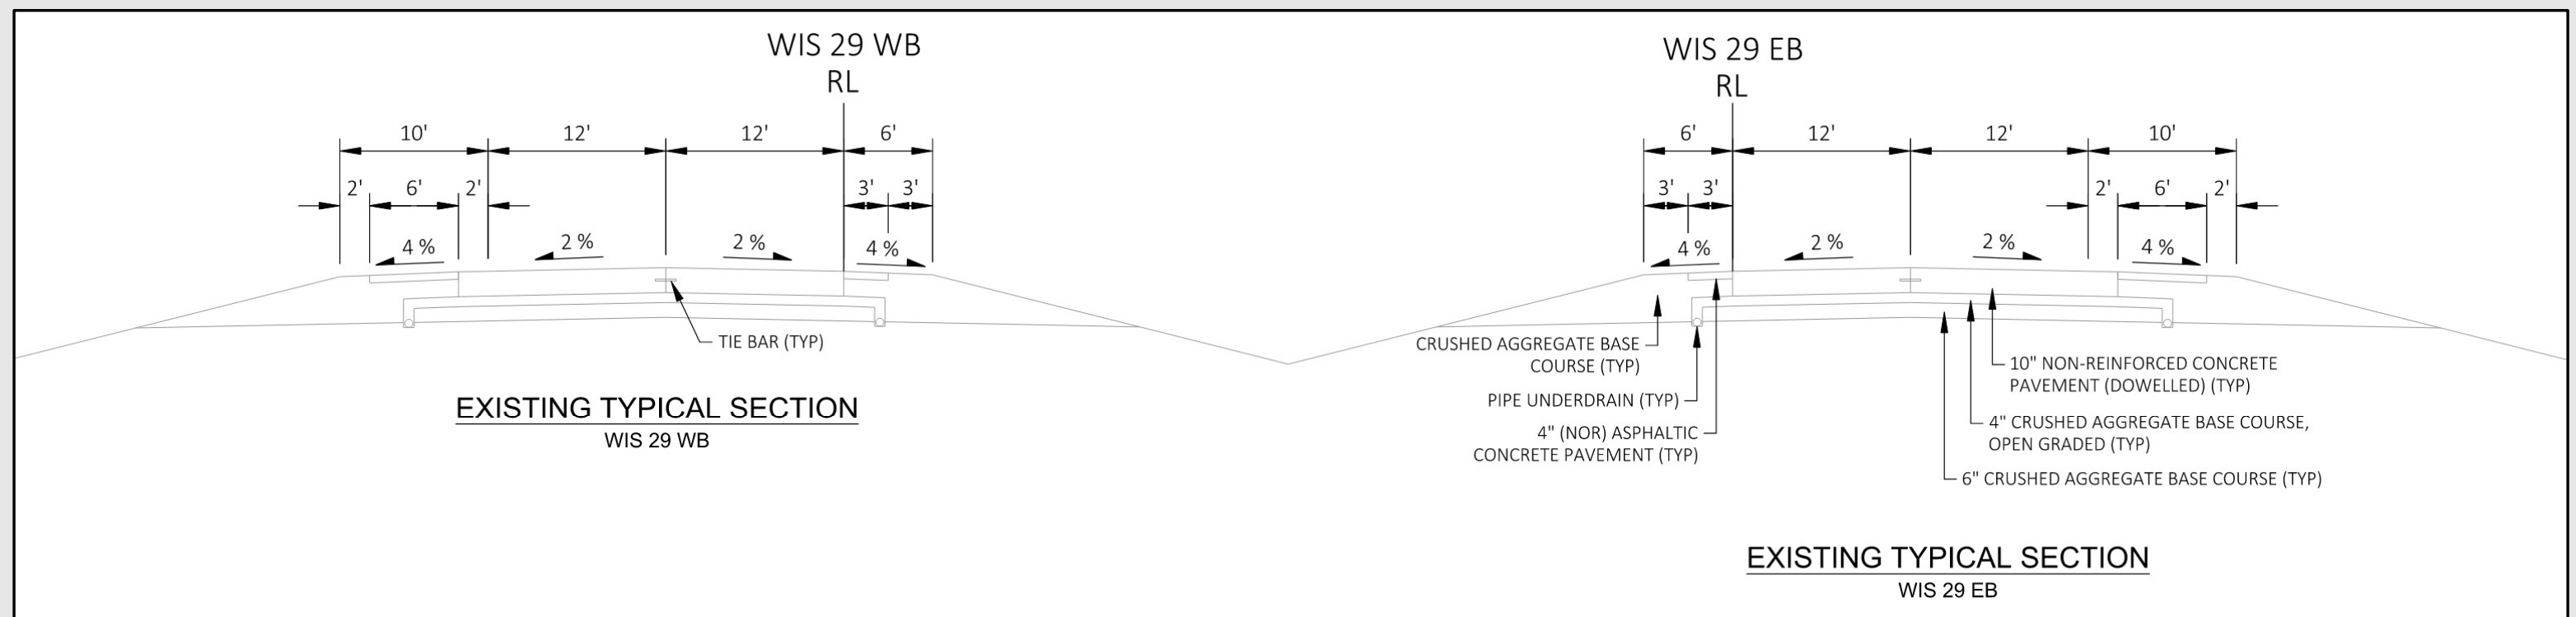 WIS 29 WB
RL
10'
12'
12'
6'
2'
6'
2'
3'
3'
4 %
2 %
2 %
4 %
TIE BAR (TYP)
EXISTING TYPICAL SECTION
WIS 29 WB
WIS 29 EB
RL
6'
12'
12'
10'
3'
3'
2'
6'
2'
4 %
2 %
2 %
4 %
CRUSHED AGGREGATE BASE
COURSE (TYP)
PIPE UNDERDRAIN (TYP)
4" (NOR) ASPHALTIC
CONCRETE PAVEMENT (TYP)
10" NON-REINFORCED CONCRETE
PAVEMENT (DOWELLED) (TYP)
4" CRUSHED AGGREGATE BASE COURSE,
OPEN GRADED (TYP)
6" CRUSHED AGGREGATE BASE COURSE (TYP)
EXISTING TYPICAL SECTION
WIS 29 EB